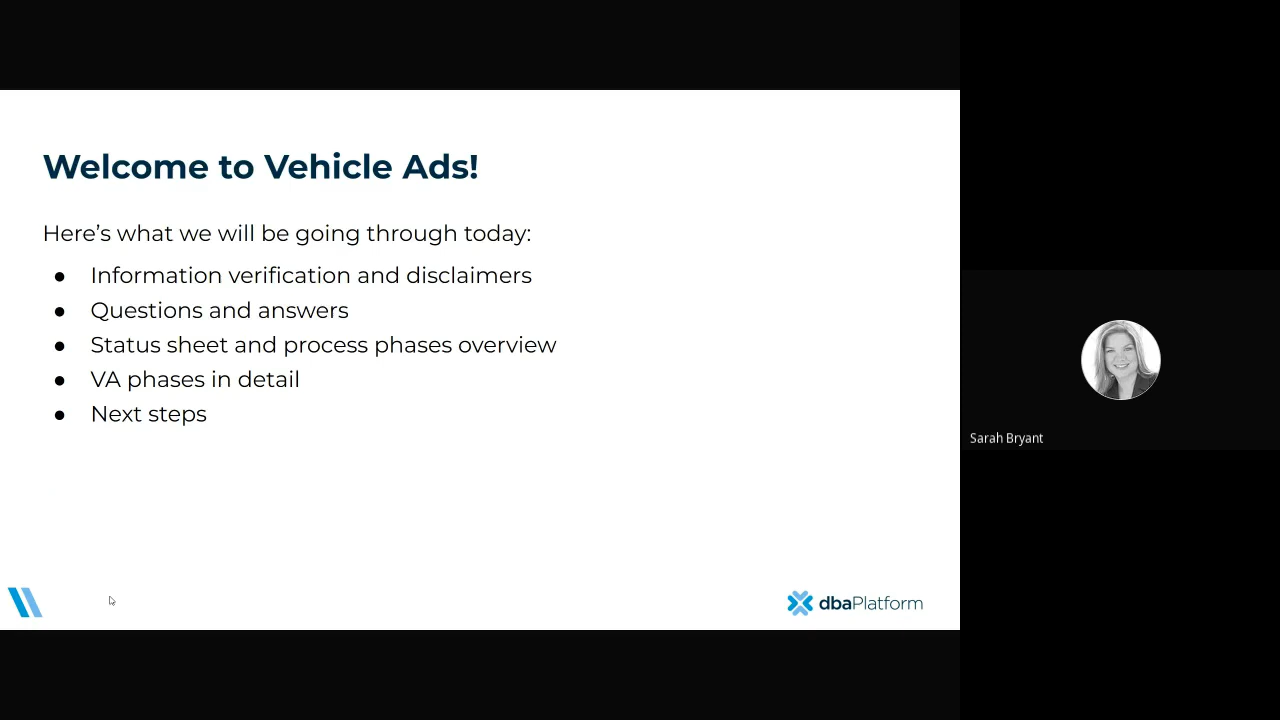 Welcome to Vehicle Ads!
Here's what we will be going through today:
● Information verification and disclaimers
● Questions and answers
● Status sheet and process phases overview
● VA phases in detail
● Next steps
Sarah Bryant
dbaPlatform